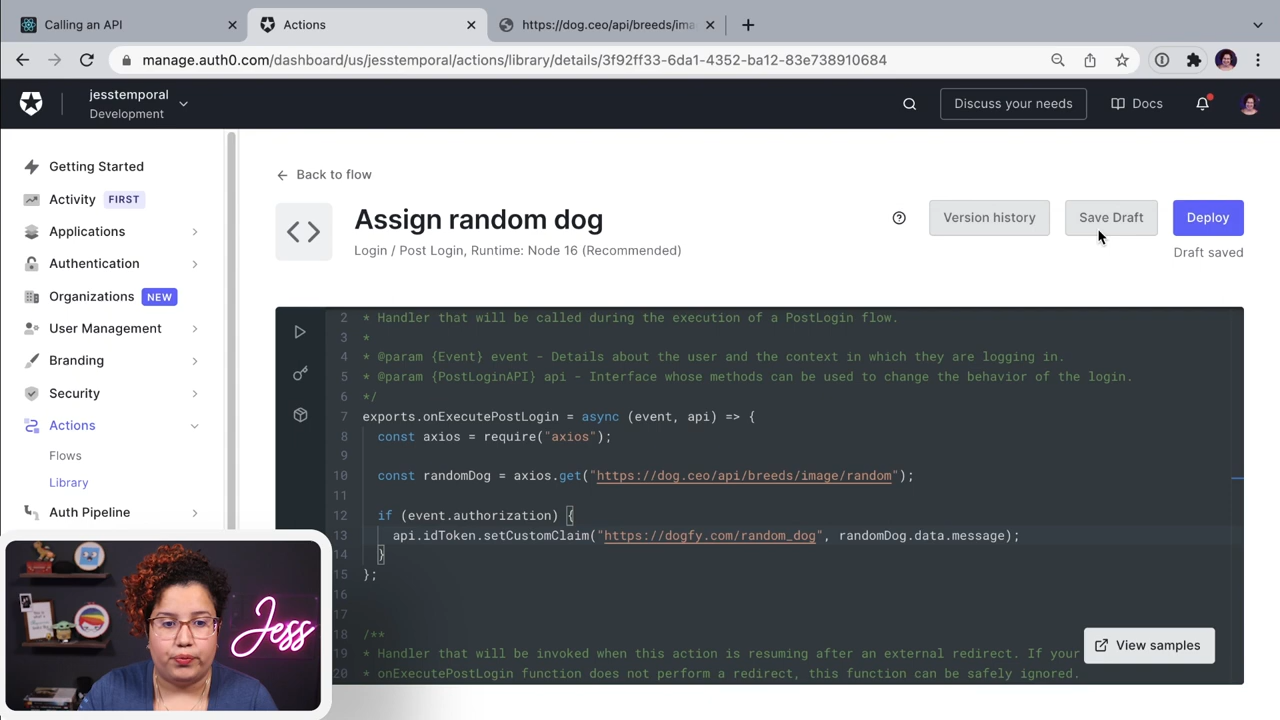 Calling an API
Actions
https://dog.ceo/api/breeds/ima
manage.auth0.com/dashboard/us/jesstemporal/actions/library/details/3f92ff33-6da1-4352-ba12-83e738910684
jesstemporal
Development
Discuss your needs
Docs
Getting Started
Activity FIRST
Applications
Authentication
Organizations NEW
User Management
Branding
Security
Actions
Flows
Library
Auth Pipeline
Back to flow
Assign random dog
Login / Post Login, Runtime: Node 16 (Recommended)
Version history
Save Draft
Deploy
Draft saved
2 * Handler that will be called during the execution of a PostLogin flow.
3 *
4 * @param {Event} event - Details about the user and the context in which they are logging in.
5 * @param {PostLoginAPI} api - Interface whose methods can be used to change the behavior of the login.
6 */
7 exports.onExecutePostLogin = async (event, api) => {
8 const axios = require("axios");
9
10 const randomDog = axios.get("https://dog.ceo/api/breeds/image/random");
11
12 if (event.authorization) {
13 api.idToken.setCustomClaim("https://dogfy.com/random_dog", randomDog.data.message);
14 }
15 };
16
17
18 /**
19 * Handler that will be invoked when this action is resuming after an external redirect. If your
20 * onExecutePostLogin function does not perform a redirect, this function can be safely ignored.
View samples
Jess